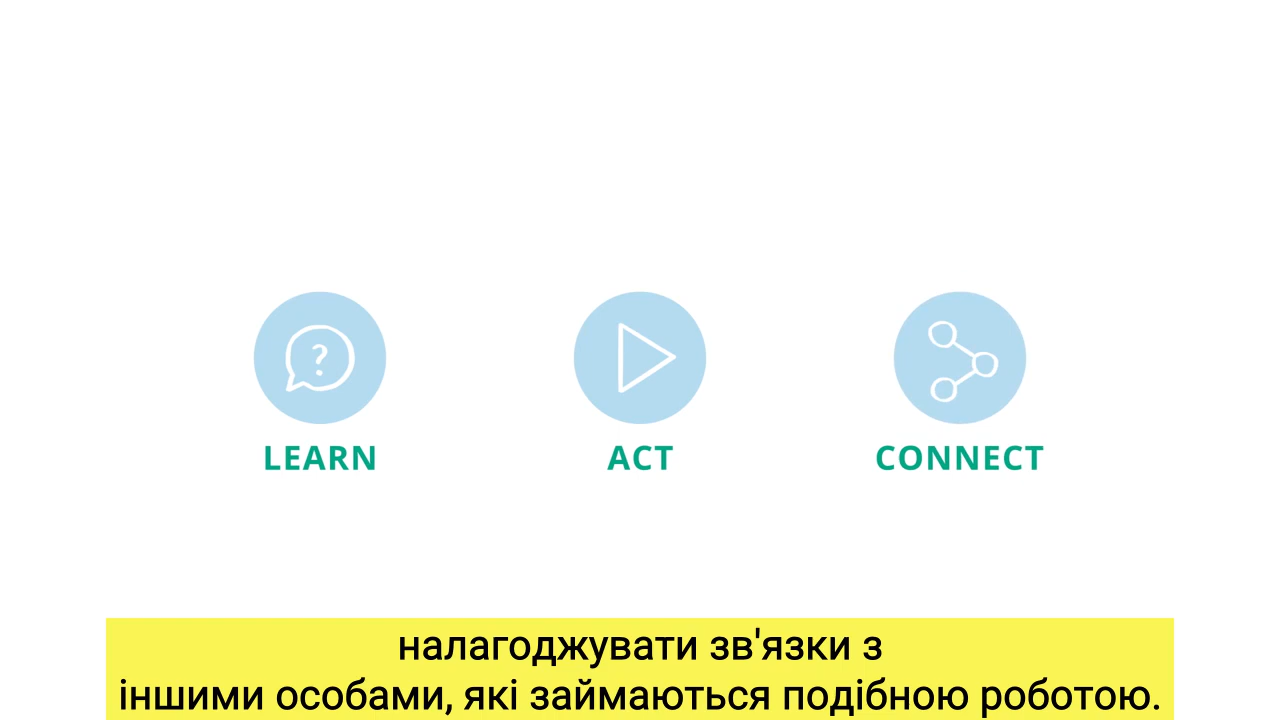 ?
LEARN
ACT
CONNECT
налагоджувати зв'язки з
іншими особами, які займаються подібною роботою.